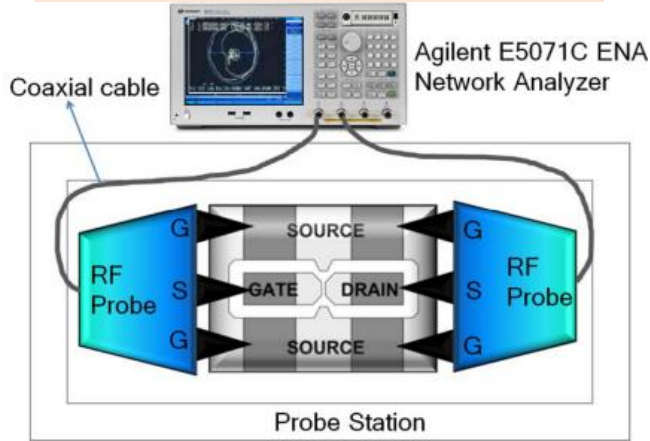 Agilent E5071C ENA
Network Analyzer
Coaxial cable
G
SOURCE
G
RF
Probe
S
GATE
DRAIN
S
RF
Probe
G
SOURCE
G
Probe Station